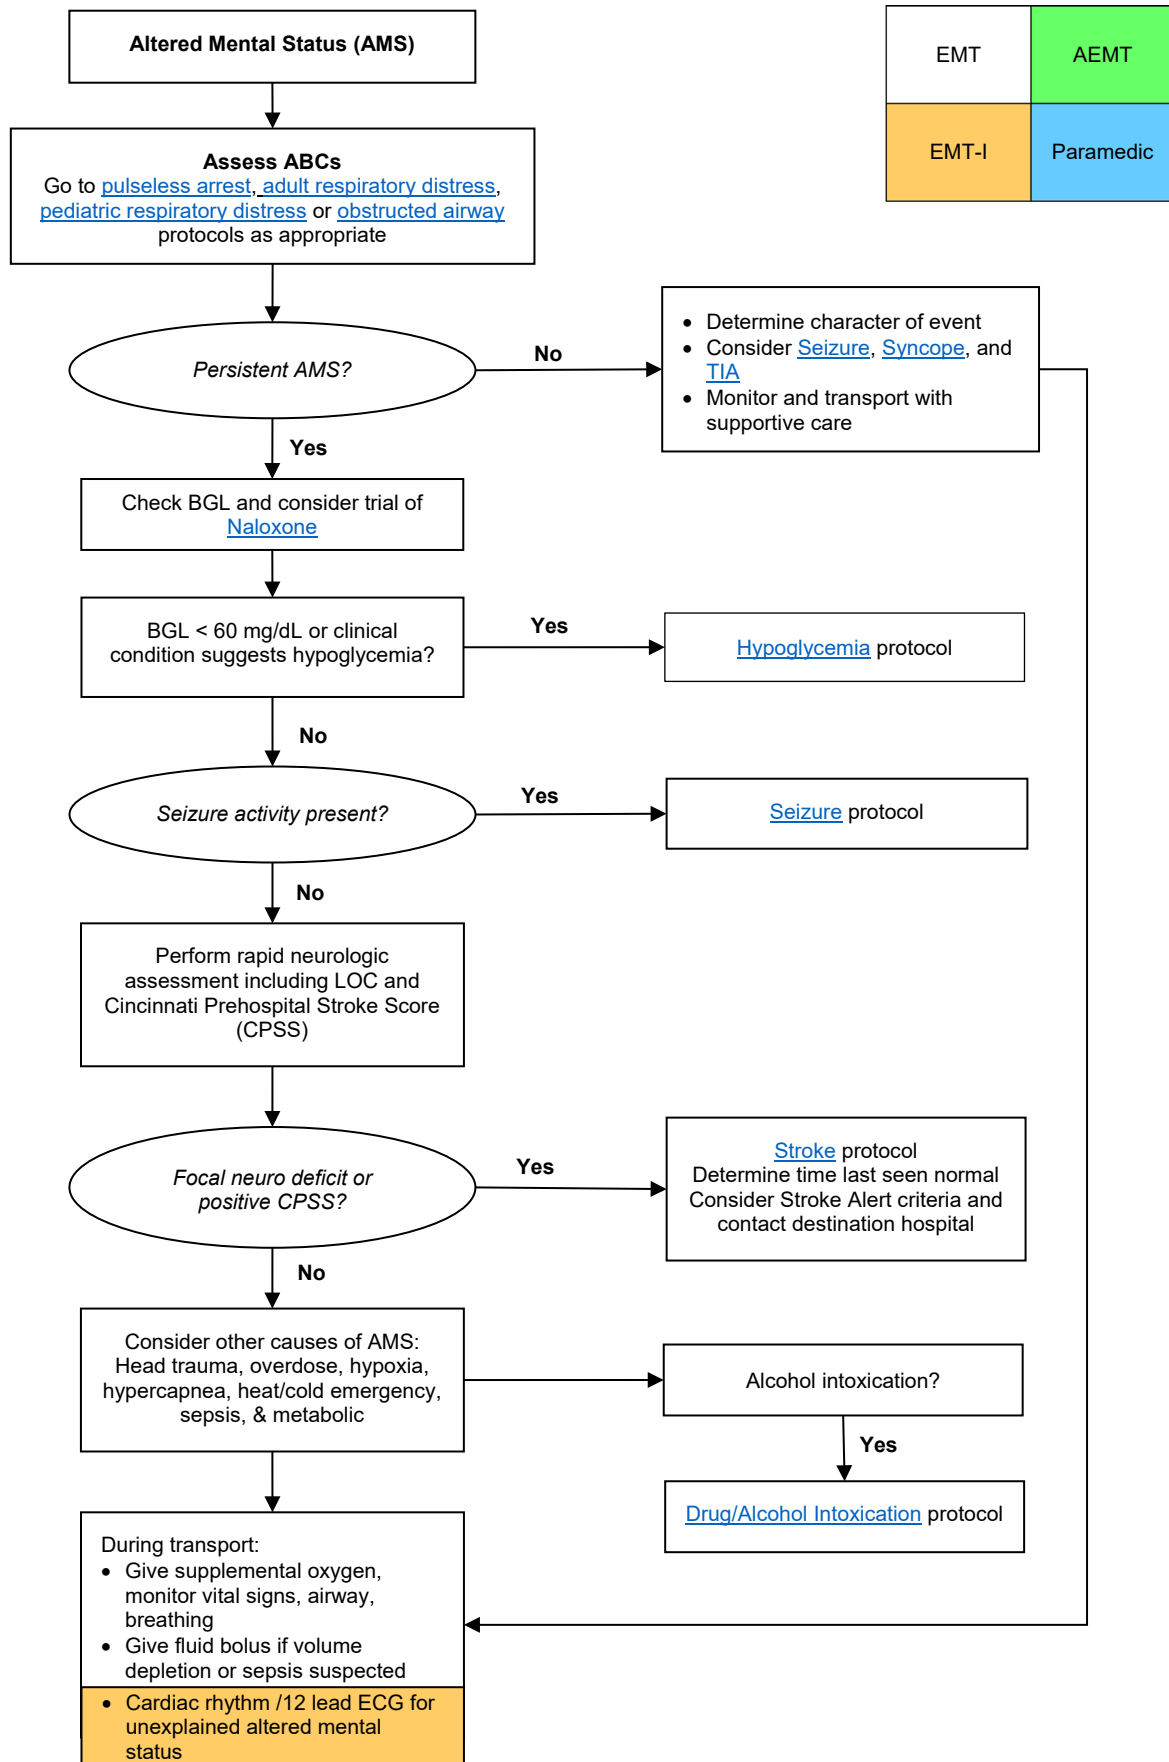 Altered Mental Status (AMS)
EMT
AEMT
EMT-I
Paramedic
Assess ABCs
Go to pulseless arrest, adult respiratory distress,
pediatric respiratory distress or obstructed airway
protocols as appropriate
Persistent AMS?
No
• Determine character of event
• Consider Seizure, Syncope, and
TIA
• Monitor and transport with
supportive care
Yes
Check BGL and consider trial of
Naloxone
BGL < 60 mg/dL or clinical
condition suggests hypoglycemia?
Yes
Hypoglycemia protocol
No
Seizure activity present?
Yes
Seizure protocol
No
Perform rapid neurologic
assessment including LOC and
Cincinnati Prehospital Stroke Score
(CPSS)
Focal neuro deficit or
positive CPSS?
Yes
Stroke protocol
Determine time last seen normal
Consider Stroke Alert criteria and
contact destination hospital
No
Consider other causes of AMS:
Head trauma, overdose, hypoxia,
hypercapnea, heat/cold emergency,
sepsis, & metabolic
Alcohol intoxication?
Yes
Drug/Alcohol Intoxication protocol
During transport:
• Give supplemental oxygen,
monitor vital signs, airway,
breathing
• Give fluid bolus if volume
depletion or sepsis suspected
• Cardiac rhythm /12 lead ECG for
unexplained altered mental
status